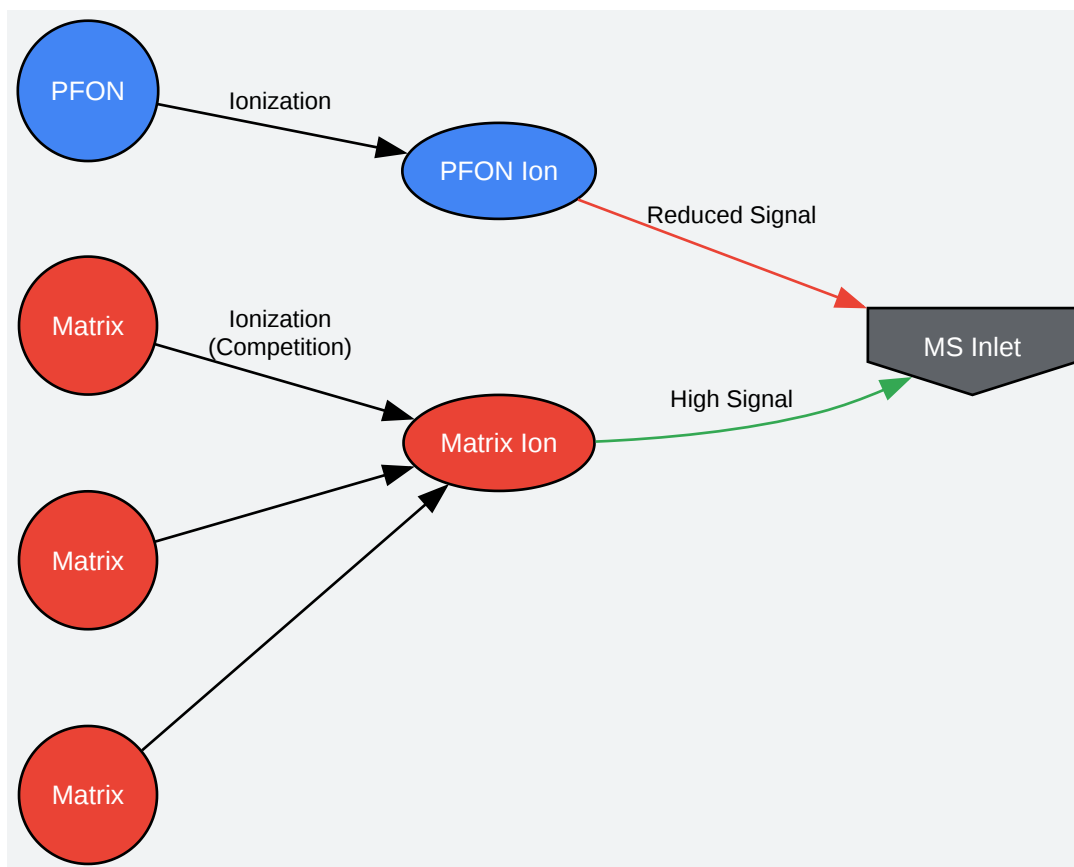 PFON
Ionization
PFON Ion
Reduced Signal
Matrix
Ionization
(Competition)
MS Inlet
High Signal
Matrix Ion
Matrix
Matrix